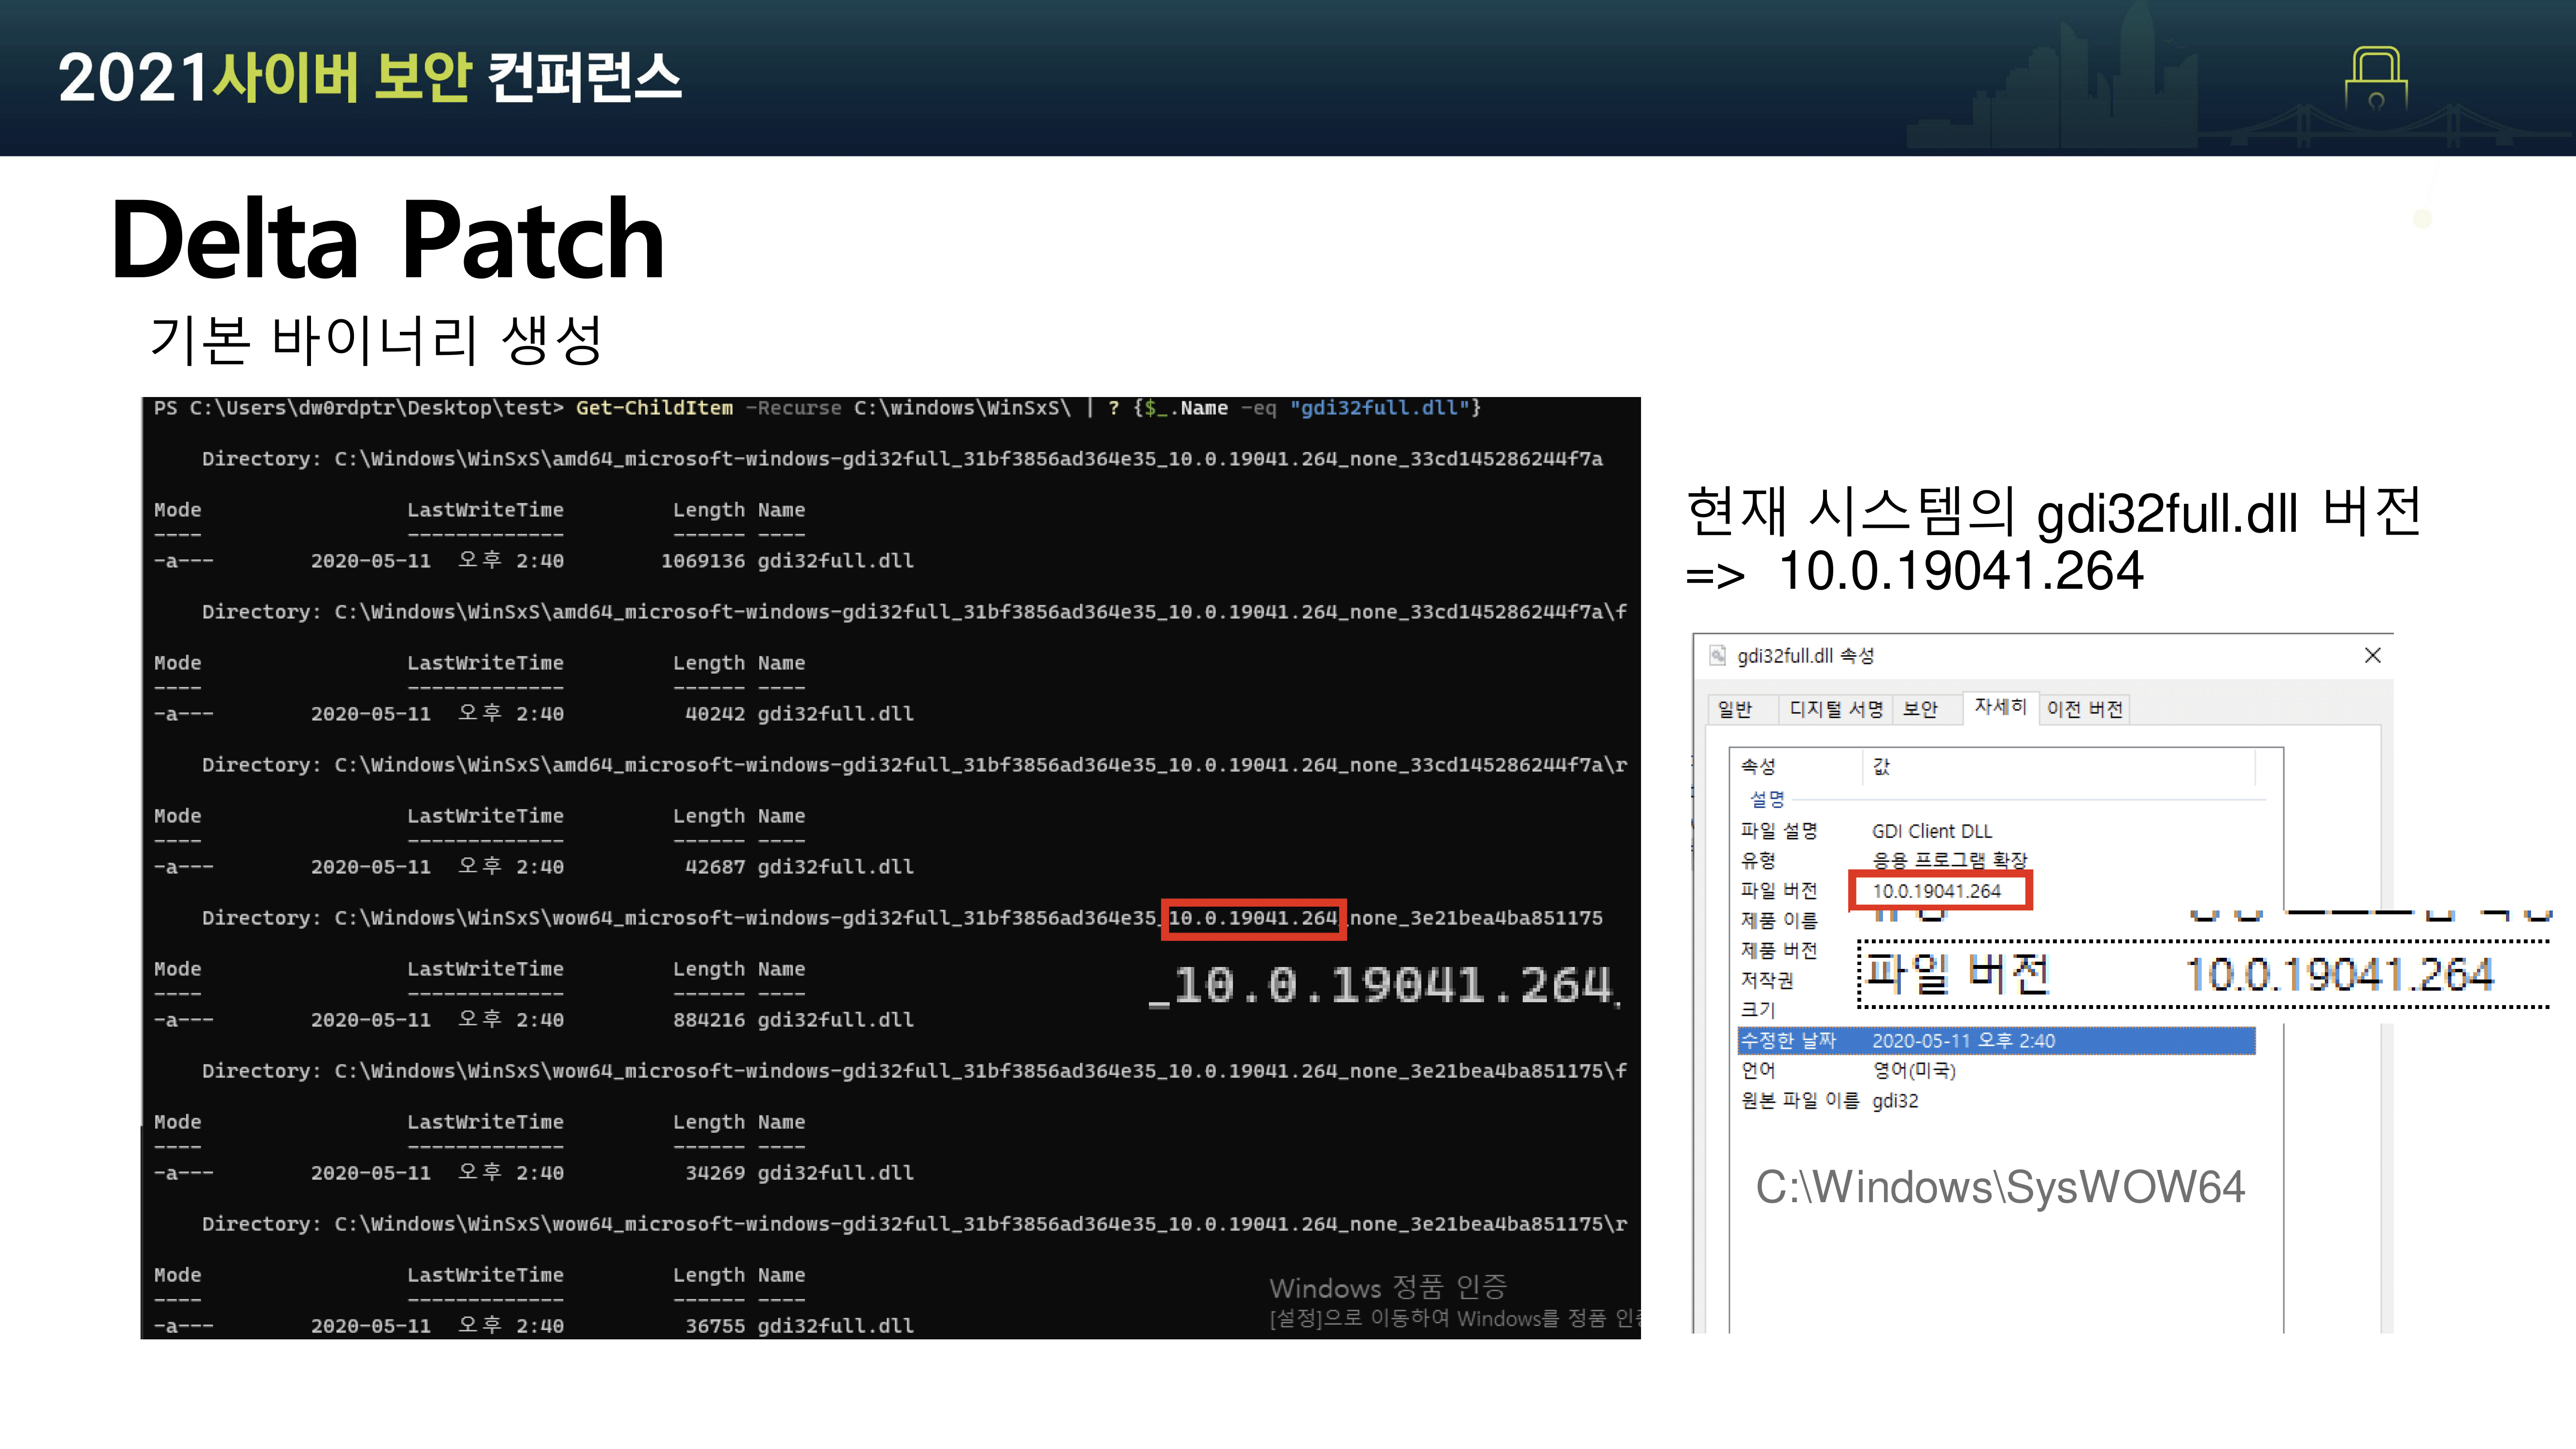 2021사이버 보안 컨퍼런스
Delta Patch
기본 바이너리 생성
PS C:\Users\dw0rdptr\Desktop\test> Get-ChildItem -Recurse C:\windows\WinSxS\ | ? {$_.Name -eq "gdi32full.dll"}
Directory: C:\Windows\WinSxS\amd64_microsoft-windows-gdi32full_31bf3856ad364e35_10.0.19041.264_none_33cd145286244f7a
Mode LastWriteTime Length Name
---- ------------- ------ ----
-a--- 2020-05-11 오후 2:40 1069136 gdi32full.dll
Directory: C:\Windows\WinSxS\amd64_microsoft-windows-gdi32full_31bf3856ad364e35_10.0.19041.264_none_33cd145286244f7a\f
Mode LastWriteTime Length Name
---- ------------- ------ ----
-a--- 2020-05-11 오후 2:40 40242 gdi32full.dll
Directory: C:\Windows\WinSxS\amd64_microsoft-windows-gdi32full_31bf3856ad364e35_10.0.19041.264_none_33cd145286244f7a\r
Mode LastWriteTime Length Name
---- ------------- ------ ----
-a--- 2020-05-11 오후 2:40 42687 gdi32full.dll
Directory: C:\Windows\WinSxS\wow64_microsoft-windows-gdi32full_31bf3856ad364e35_10.0.19041.264_none_3e21bea4ba851175
Mode LastWriteTime Length Name
---- ------------- ------ ----
_10.0.19041.264
-a--- 2020-05-11 오후 2:40 884216 gdi32full.dll
Directory: C:\Windows\WinSxS\wow64_microsoft-windows-gdi32full_31bf3856ad364e35_10.0.19041.264_none_3e21bea4ba851175\f
Mode LastWriteTime Length Name
---- ------------- ------ ----
-a--- 2020-05-11 오후 2:40 34269 gdi32full.dll
Directory: C:\Windows\WinSxS\wow64_microsoft-windows-gdi32full_31bf3856ad364e35_10.0.19041.264_none_3e21bea4ba851175\r
Mode LastWriteTime Length Name
---- ------------- ------ ----
-a--- 2020-05-11 오후 2:40 36755 gdi32full.dll
Windows 정품 인증
[설정]으로 이동하여 Windows를 정품
현재 시스템의 gdi32full.dll 버전
=> 10.0.19041.264
gdi32full.dll 속성
일반 디지털 서명 보안 자세히 이전 버전
속성 값
설명
파일 설명 GDI Client DLL
유형 응용 프로그램 확장
파일 버전 10.0.19041.264
제품 이름
제품 버전
파일 버전 10.0.19041.264
저작권
크기
수정한 날짜 2020-05-11 오후 2:40
언어 영어(미국)
원본 파일 이름 gdi32
C:\Windows\SysWOW64